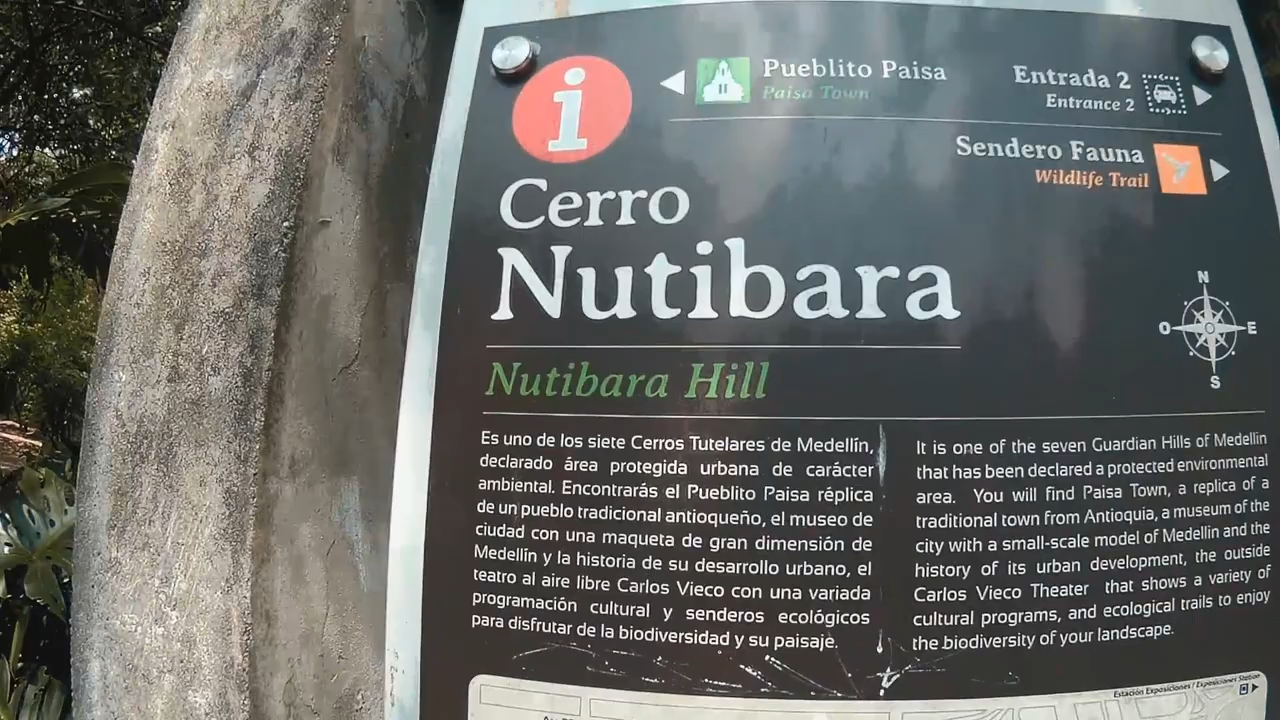 i
Pueblito Paisa
Paisa Town
Entrada 2
Entrance 2
Sendero Fauna
Wildlife Trail
Cerro
Nutibara
Nutibara Hill
N
O E
S
Es uno de los siete Cerros Tutelares de Medellín,
declarado área protegida urbana de carácter
ambiental. Encontrarás el Pueblito Paisa réplica
de un pueblo tradicional antioqueño, el museo de
ciudad con una maqueta de gran dimensión de
Medellín y la historia de su desarrollo urbano, el
teatro al aire libre Carlos Vieco con una variada
programación cultural y senderos ecológicos
para disfrutar de la biodiversidad y su paisaje.
It is one of the seven Guardian Hills of Medellin
that has been declared a protected environmental
area. You will find Paisa Town, a replica of a
traditional town from Antioquia, a museum of the
city with a small-scale model of Medellin and the
history of its urban development, the outside
Carlos Vieco Theater that shows a variety of
cultural programs, and ecological trails to enjoy
the biodiversity of your landscape.
Estación Exposiciones / Exposiciones Station